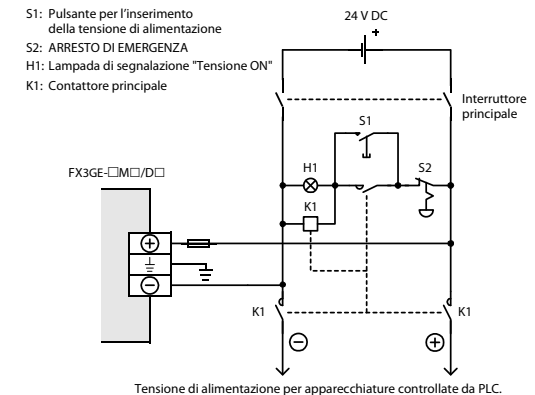 S1: Pulsante per l'inserimento
della tensione di alimentazione
S2: ARRESTO DI EMERGENZA
H1: Lampada di segnalazione "Tensione ON"
K1: Contattore principale
24 V DC
+
Interruttore
principale
S1
FX3GE-□M□/D□
H1
S2
K1
+
−
K1
K1
−
+
Tensione di alimentazione per apparecchiature controllate da PLC.